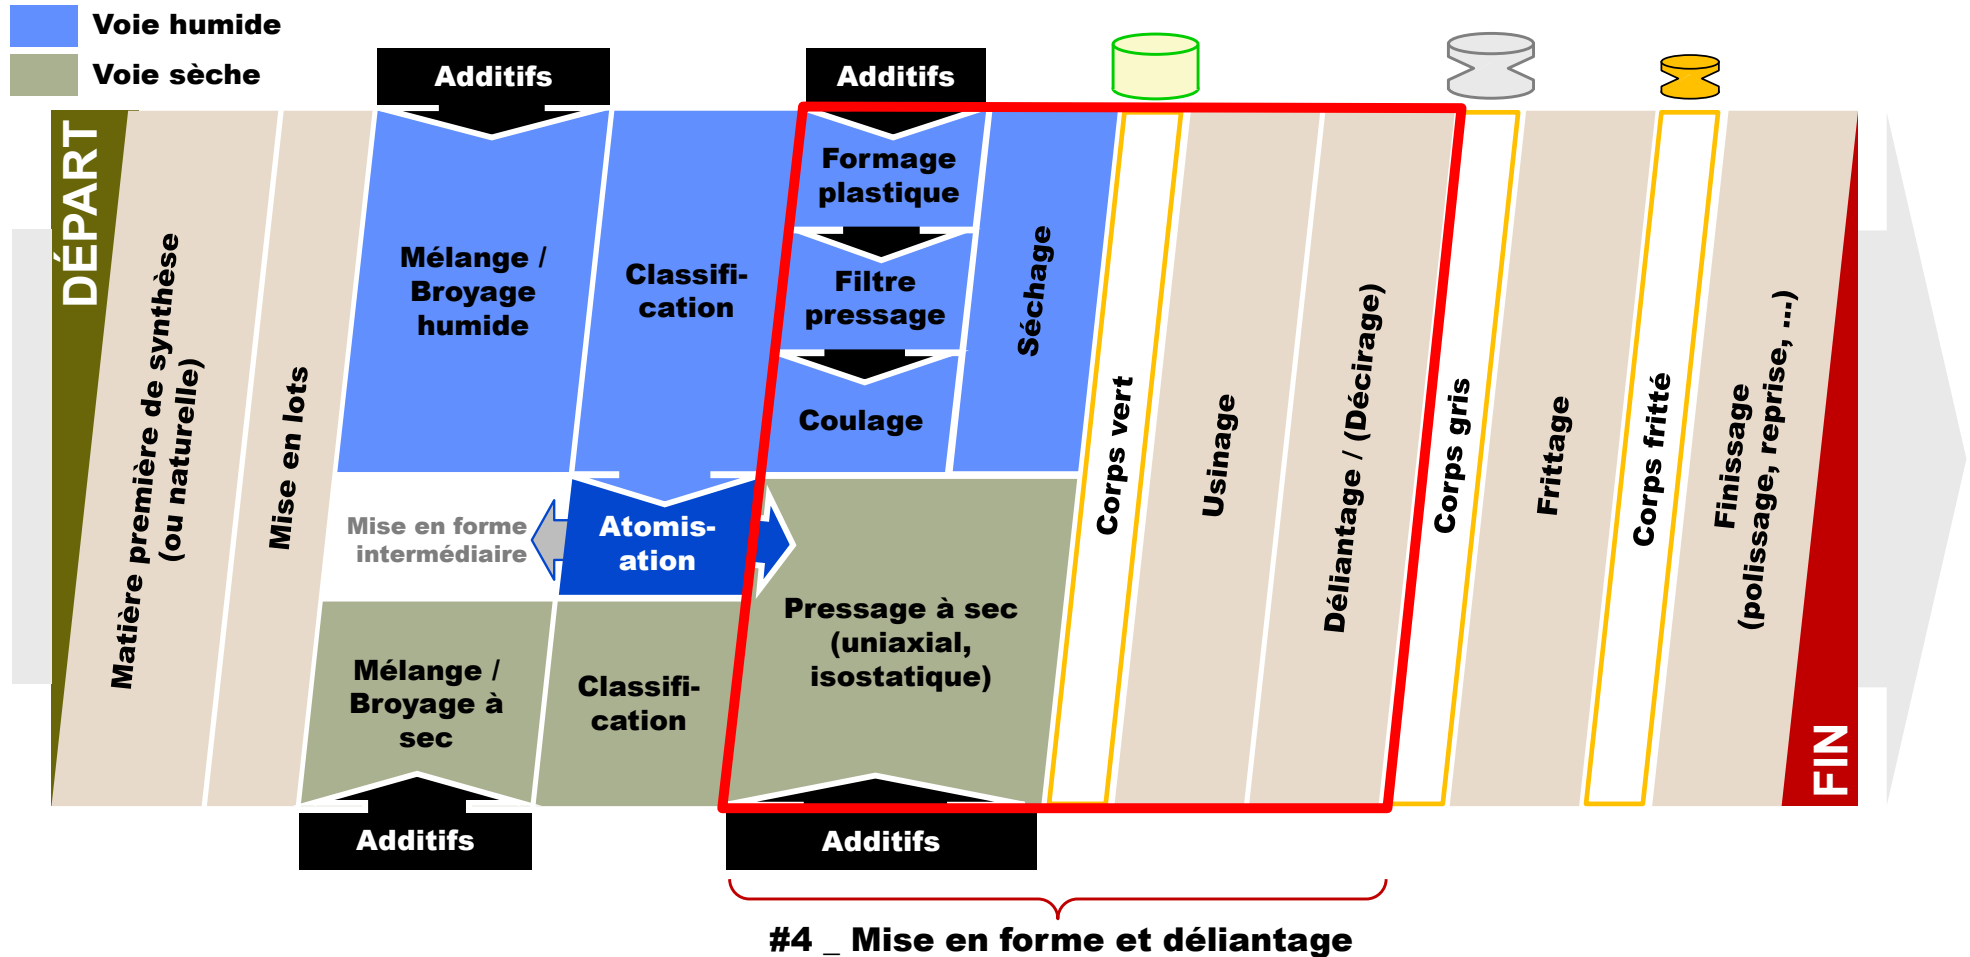 Voie humide
Voie sèche
Additifs
Additifs
DÉPART
Matière première de synthèse
(ou naturelle)
Mise en lots
Mélange /
Broyage
humide
Classifi-
cation
Formage
plastique
Filtre
pressage
Coulage
Séchage
Mise en forme
intermédiaire
Atomis-
ation
Mélange /
Broyage à
sec
Classifi-
cation
Pressage à sec
(uniaxial,
isostatique)
Corps vert
Usinage
Déliantage / (Décirage)
Corps gris
Frittage
Corps fritté
Finissage
(polissage, reprise, ...)
FIN
Additifs
Additifs
#4 _ Mise en forme et déliantage